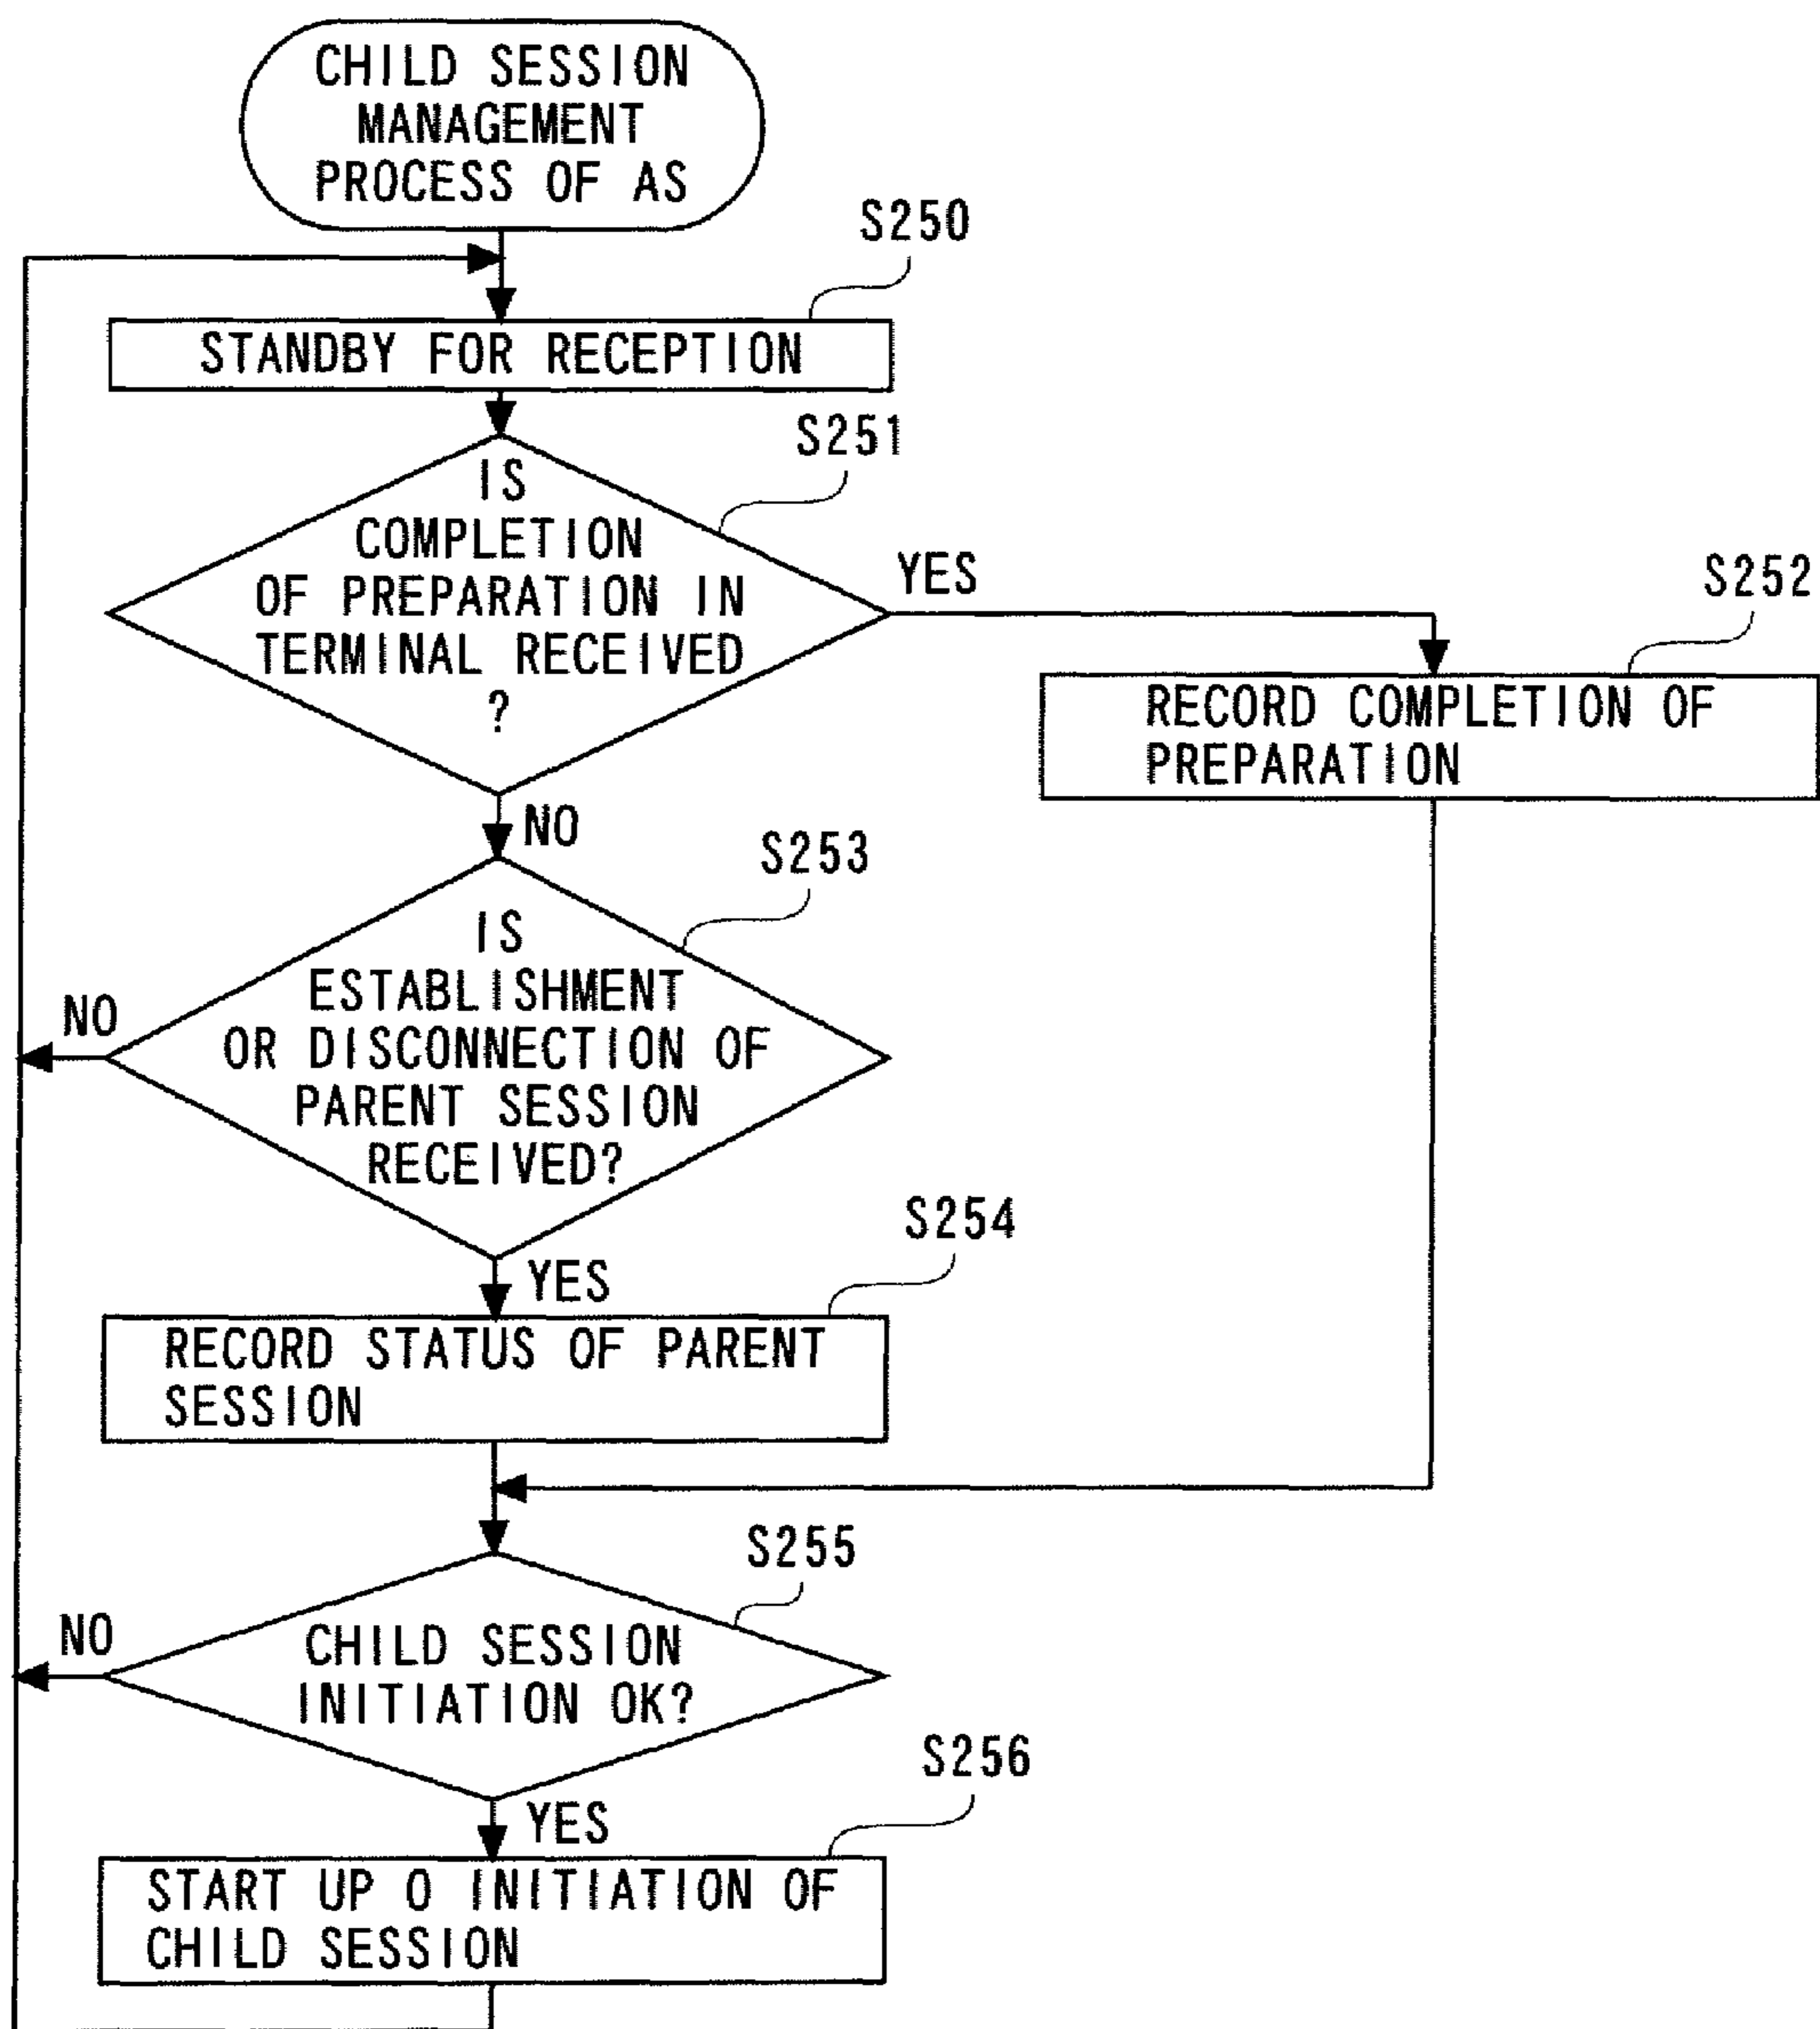 CHILD SESSION
MANAGEMENT
PROCESS OF AS
S250
STANDBY FOR RECEPTION
S251
IS
COMPLETION
OF PREPARATION IN
TERMINAL RECEIVED
?
YES
S252
RECORD COMPLETION OF
PREPARATION
NO
S253
IS
ESTABLISHMENT
OR DISCONNECTION OF
PARENT SESSION
RECEIVED?
NO
YES
S254
RECORD STATUS OF PARENT
SESSION
S255
CHILD SESSION
INITIATION OK?
NO
YES
S256
START UP O INITIATION OF
CHILD SESSION